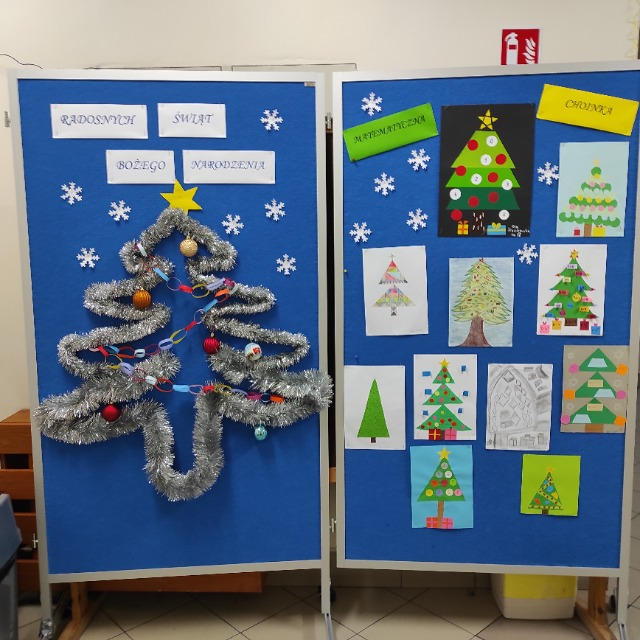 RADOSNYCH ŚWIĄT
BOŻEGO NARODZENIA
MATEMATYCZNA
CHOINKA